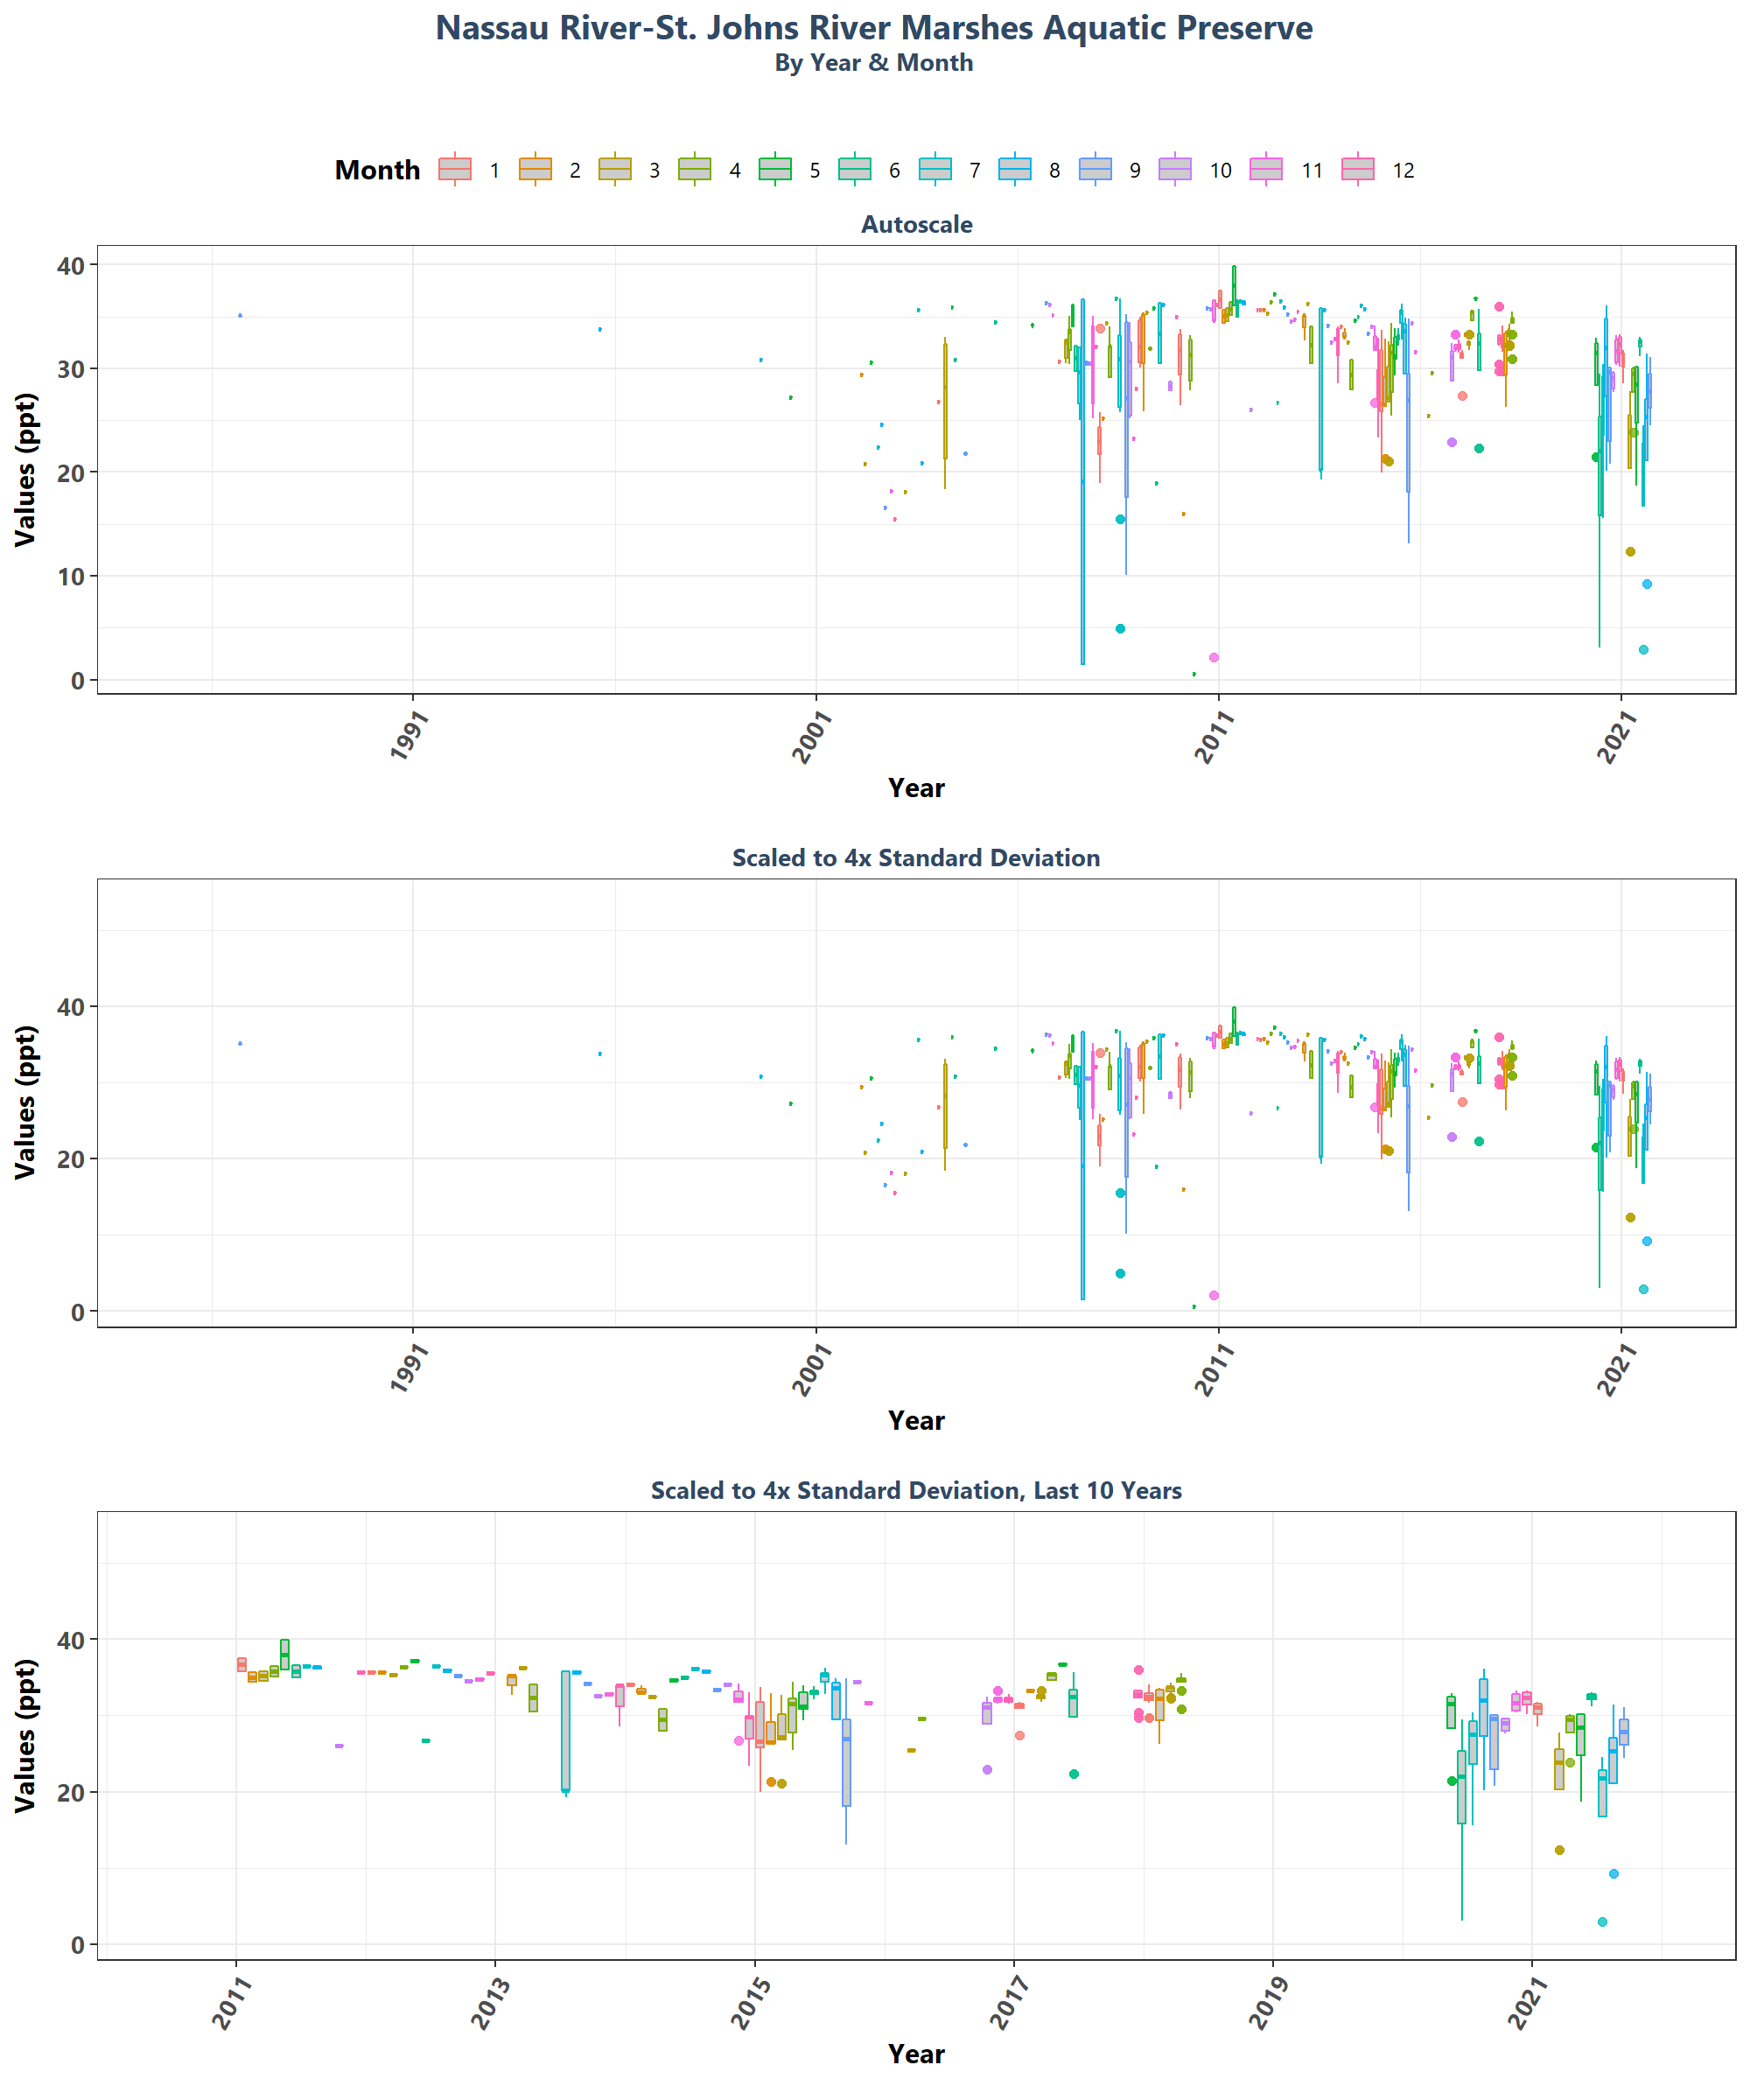 Nassau River-St. Johns River Marshes Aquatic Preserve
By Year & Month
Month 1 2 3 4 5 6 7 8 9 10 11 12
Autoscale
Values (ppt)
40
30
20
10
0
1991 2001 2011 2021
Year
Scaled to 4x Standard Deviation
Values (ppt)
40
20
0
1991 2001 2011 2021
Year
Scaled to 4x Standard Deviation, Last 10 Years
Values (ppt)
40
20
0
2011 2013 2015 2017 2019 2021
Year